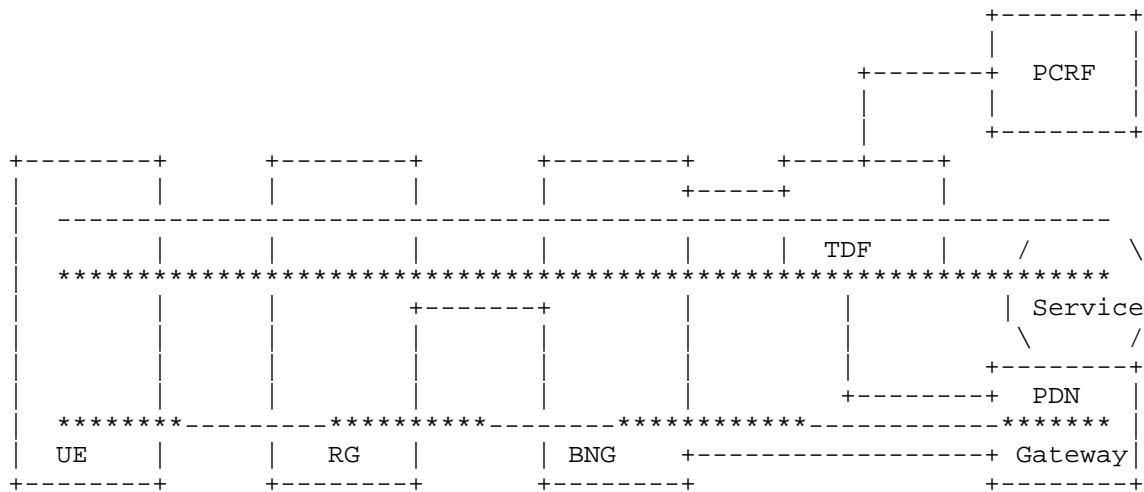 PCRF
TDF
Service
PDN
UE RG BNG Gateway